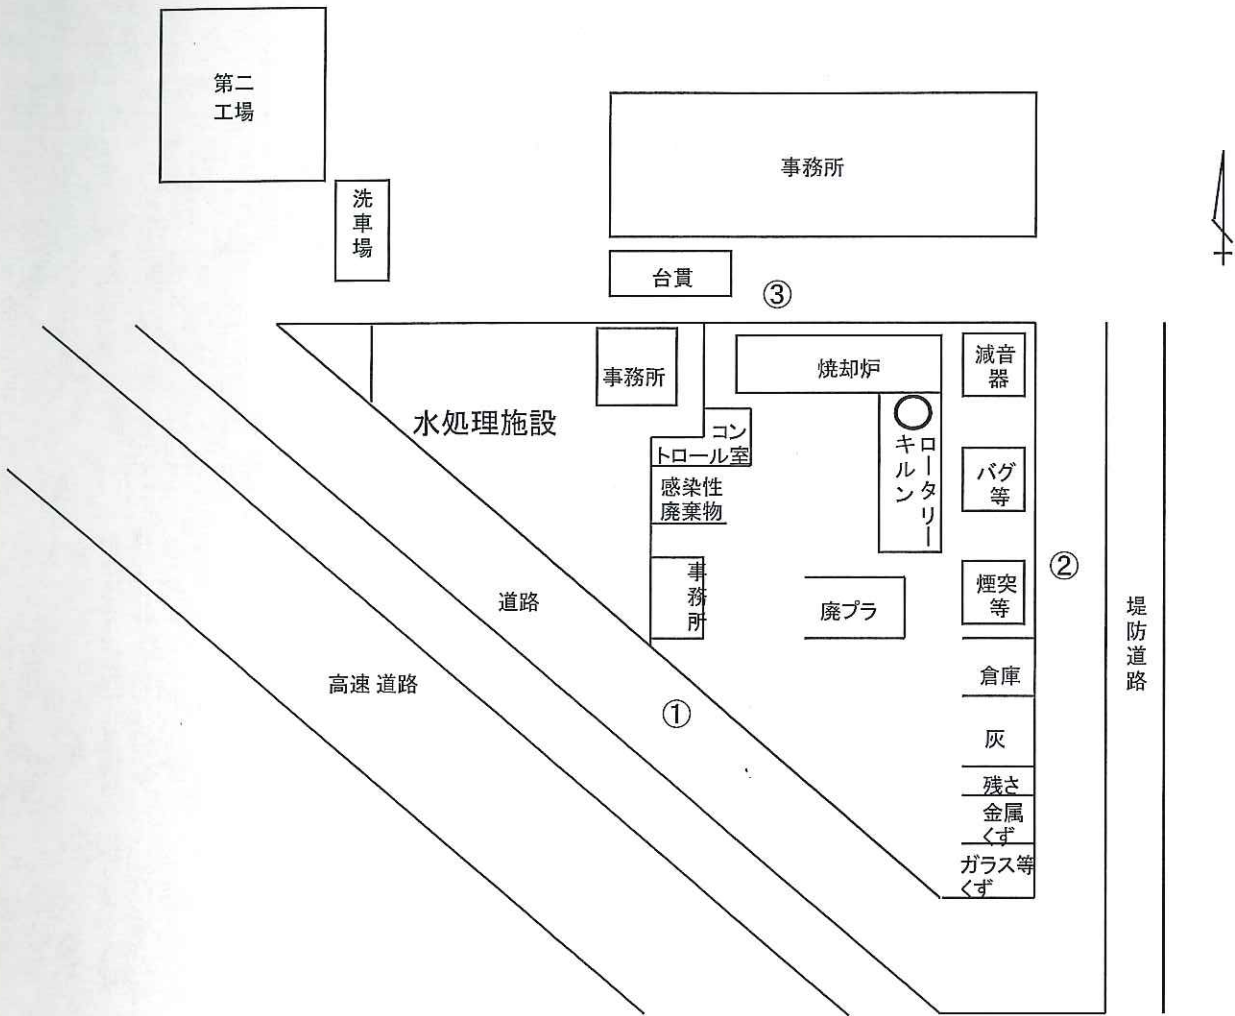 第二
工場
事務所
洗車場
台貫
③
事務所
焼却炉
減音
器
水処理施設
コン
トロール室
ロータリー
キルン
感染性
廃棄物
バグ
等
②
事務所
廃プラ
煙突
等
堤防道路
道路
倉庫
高速 道路
①
灰
残さ
金属
くず
ガラス等
くず